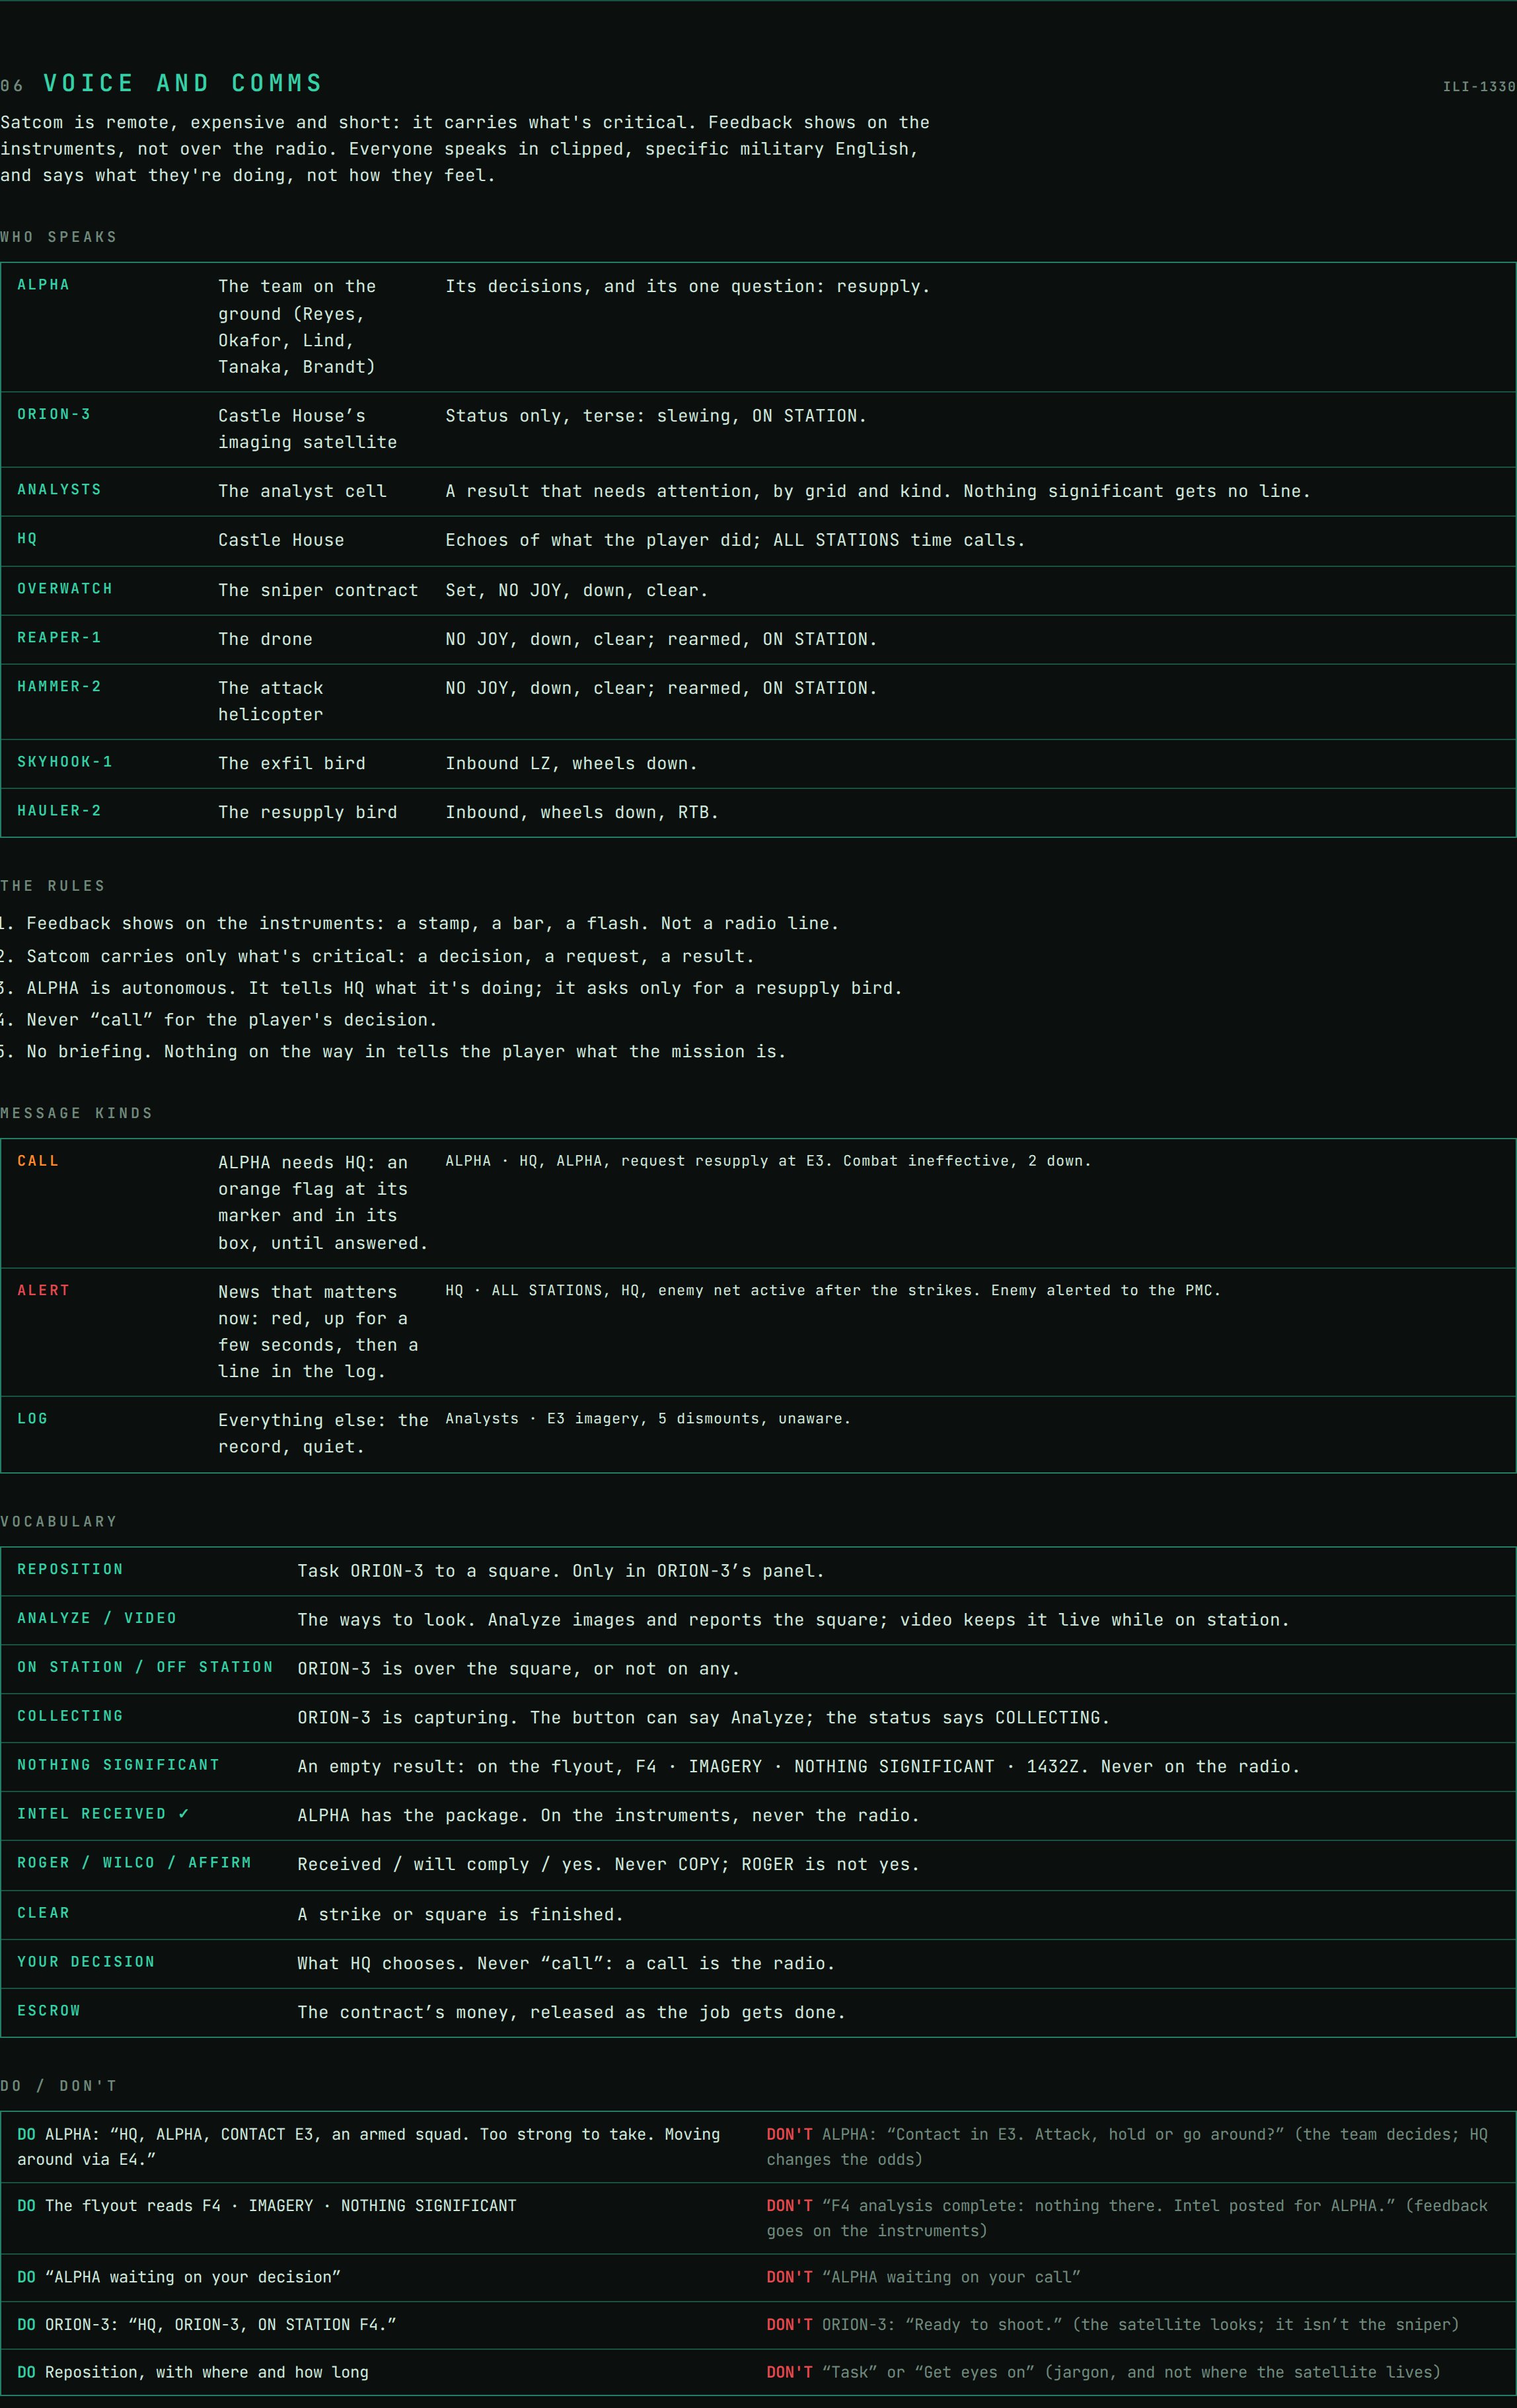 06 VOICE AND COMMS
ILI-1330
Satcom is remote, expensive and short: it carries what's critical. Feedback shows on the
instruments, not over the radio. Everyone speaks in clipped, specific military English,
and says what they're doing, not how they feel.
WHO SPEAKS
ALPHA
The team on the
ground (Reyes,
Okafor, Lind,
Tanaka, Brandt)
Its decisions, and its one question: resupply.
ORION-3
Castle House’s
imaging satellite
Status only, terse: slewing, ON STATION.
ANALYSTS
The analyst cell
A result that needs attention, by grid and kind. Nothing significant gets no line.
HQ
Castle House
Echoes of what the player did; ALL STATIONS time calls.
OVERWATCH
The sniper contract
Set, NO JOY, down, clear.
REAPER-1
The drone
NO JOY, down, clear; rearmed, ON STATION.
HAMMER-2
The attack
helicopter
NO JOY, down, clear; rearmed, ON STATION.
SKYHOOK-1
The exfil bird
Inbound LZ, wheels down.
HAULER-2
The resupply bird
Inbound, wheels down, RTB.
THE RULES
1. Feedback shows on the instruments: a stamp, a bar, a flash. Not a radio line.
2. Satcom carries only what's critical: a decision, a request, a result.
3. ALPHA is autonomous. It tells HQ what it's doing; it asks only for a resupply bird.
4. Never “call” for the player's decision.
5. No briefing. Nothing on the way in tells the player what the mission is.
MESSAGE KINDS
CALL
ALPHA needs HQ: an
orange flag at its
marker and in its
box, until answered.
ALPHA · HQ, ALPHA, request resupply at E3. Combat ineffective, 2 down.
ALERT
News that matters
now: red, up for a
few seconds, then a
line in the log.
HQ · ALL STATIONS, HQ, enemy net active after the strikes. Enemy alerted to the PMC.
LOG
Everything else: the
record, quiet.
Analysts · E3 imagery, 5 dismounts, unaware.
VOCABULARY
REPOSITION
Task ORION-3 to a square. Only in ORION-3’s panel.
ANALYZE / VIDEO
The ways to look. Analyze images and reports the square; video keeps it live while on station.
ON STATION / OFF STATION
ORION-3 is over the square, or not on any.
COLLECTING
ORION-3 is capturing. The button can say Analyze; the status says COLLECTING.
NOTHING SIGNIFICANT
An empty result: on the flyout, F4 · IMAGERY · NOTHING SIGNIFICANT · 1432Z. Never on the radio.
INTEL RECEIVED ✓
ALPHA has the package. On the instruments, never the radio.
ROGER / WILCO / AFFIRM
Received / will comply / yes. Never COPY; ROGER is not yes.
CLEAR
A strike or square is finished.
YOUR DECISION
What HQ chooses. Never “call”: a call is the radio.
ESCROW
The contract’s money, released as the job gets done.
DO / DON'T
DO ALPHA: “HQ, ALPHA, CONTACT E3, an armed squad. Too strong to take. Moving
around via E4.”
DON'T ALPHA: “Contact in E3. Attack, hold or go around?” (the team decides; HQ
changes the odds)
DO The flyout reads F4 · IMAGERY · NOTHING SIGNIFICANT
DON'T “F4 analysis complete: nothing there. Intel posted for ALPHA.” (feedback
goes on the instruments)
DO “ALPHA waiting on your decision”
DON'T “ALPHA waiting on your call”
DO ORION-3: “HQ, ORION-3, ON STATION F4.”
DON'T ORION-3: “Ready to shoot.” (the satellite looks; it isn’t the sniper)
DO Reposition, with where and how long
DON'T “Task” or “Get eyes on” (jargon, and not where the satellite lives)